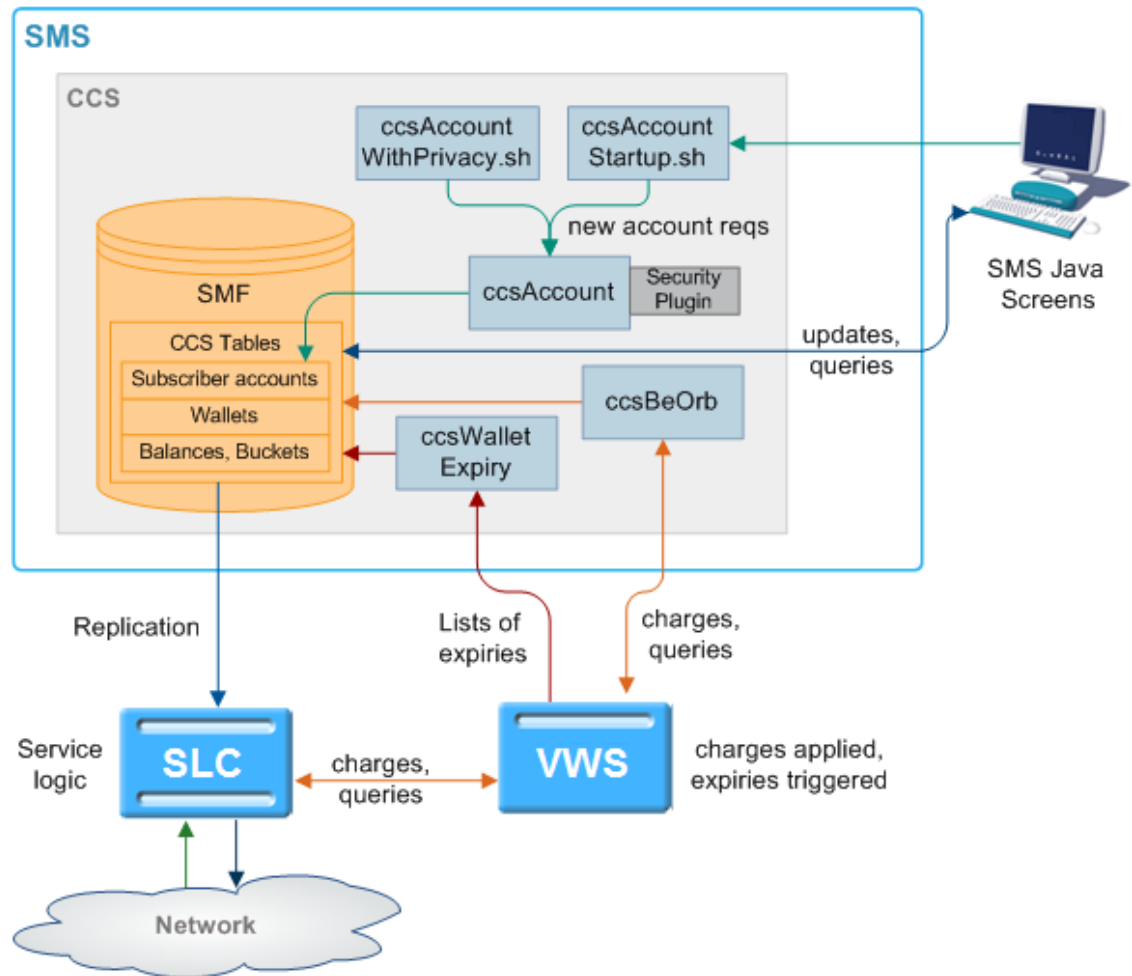 SMS
CCS
ccsAccount
WithPrivacy.sh
ccsAccount
Startup.sh
new account reqs
SMF
ccsAccount
Security
Plugin
SMS Java
Screens
CCS Tables
updates,
queries
Subscriber accounts
Wallets
Balances, Buckets
ccsBeOrb
ccsWallet
Expiry
Replication
Lists of
expiries
charges,
queries
Service
logic
SLC
charges,
queries
VWS
charges applied,
expiries triggered
Network